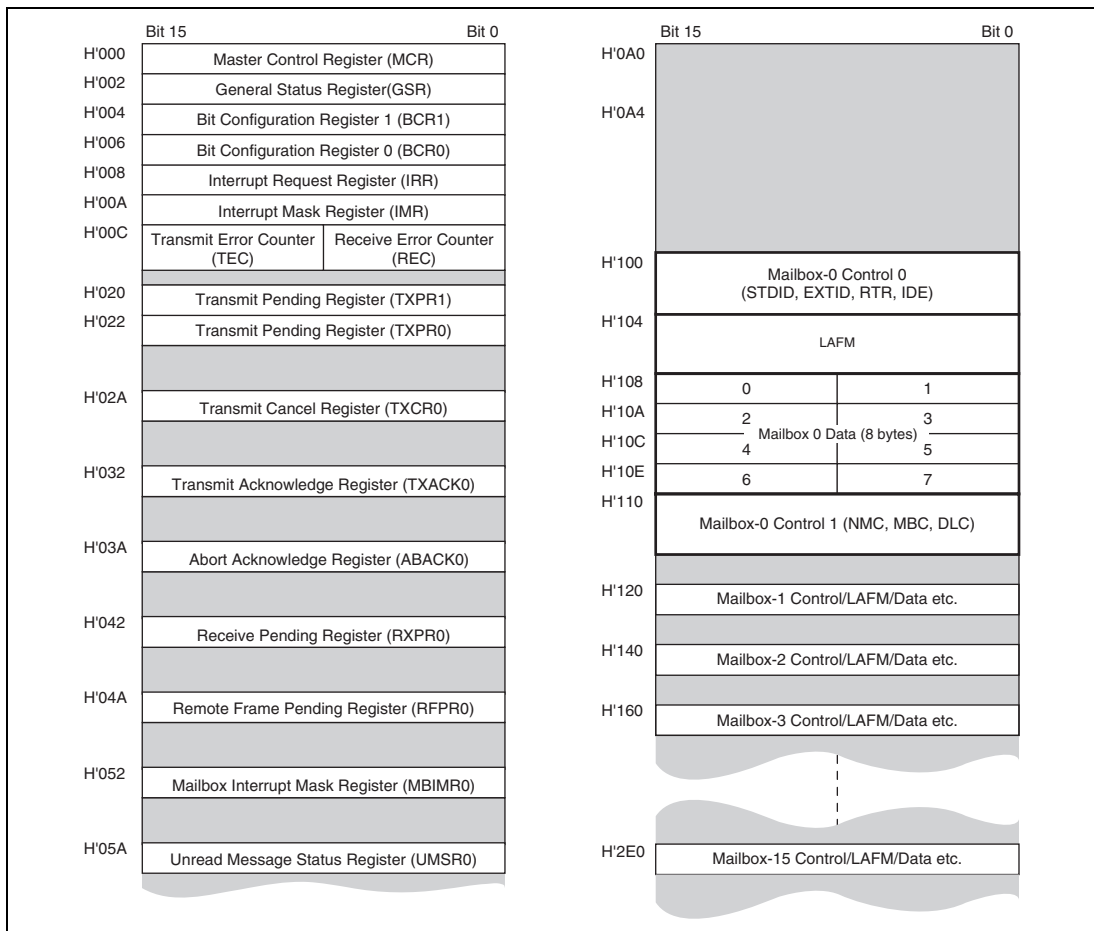 Bit 15 Bit 0
H'000 Master Control Register (MCR)
H'002 General Status Register(GSR)
H'004 Bit Configuration Register 1 (BCR1)
H'006 Bit Configuration Register 0 (BCR0)
H'008 Interrupt Request Register (IRR)
H'00A Interrupt Mask Register (IMR)
H'00C Transmit Error Counter (TEC) Receive Error Counter (REC)
H'020 Transmit Pending Register (TXPR1)
H'022 Transmit Pending Register (TXPR0)
H'02A Transmit Cancel Register (TXCR0)
H'032 Transmit Acknowledge Register (TXACK0)
H'03A Abort Acknowledge Register (ABACK0)
H'042 Receive Pending Register (RXPR0)
H'04A Remote Frame Pending Register (RFPR0)
H'052 Mailbox Interrupt Mask Register (MBIMR0)
H'05A Unread Message Status Register (UMSR0)
Bit 15 Bit 0
H'0A0
H'0A4
H'100 Mailbox-0 Control 0
(STDID, EXTID, RTR, IDE)
H'104 LAFM
H'108 0 1
H'10A 2 3
Mailbox 0 Data (8 bytes)
H'10C 4 5
H'10E 6 7
H'110 Mailbox-0 Control 1 (NMC, MBC, DLC)
H'120 Mailbox-1 Control/LAFM/Data etc.
H'140 Mailbox-2 Control/LAFM/Data etc.
H'160 Mailbox-3 Control/LAFM/Data etc.
H'2E0 Mailbox-15 Control/LAFM/Data etc.